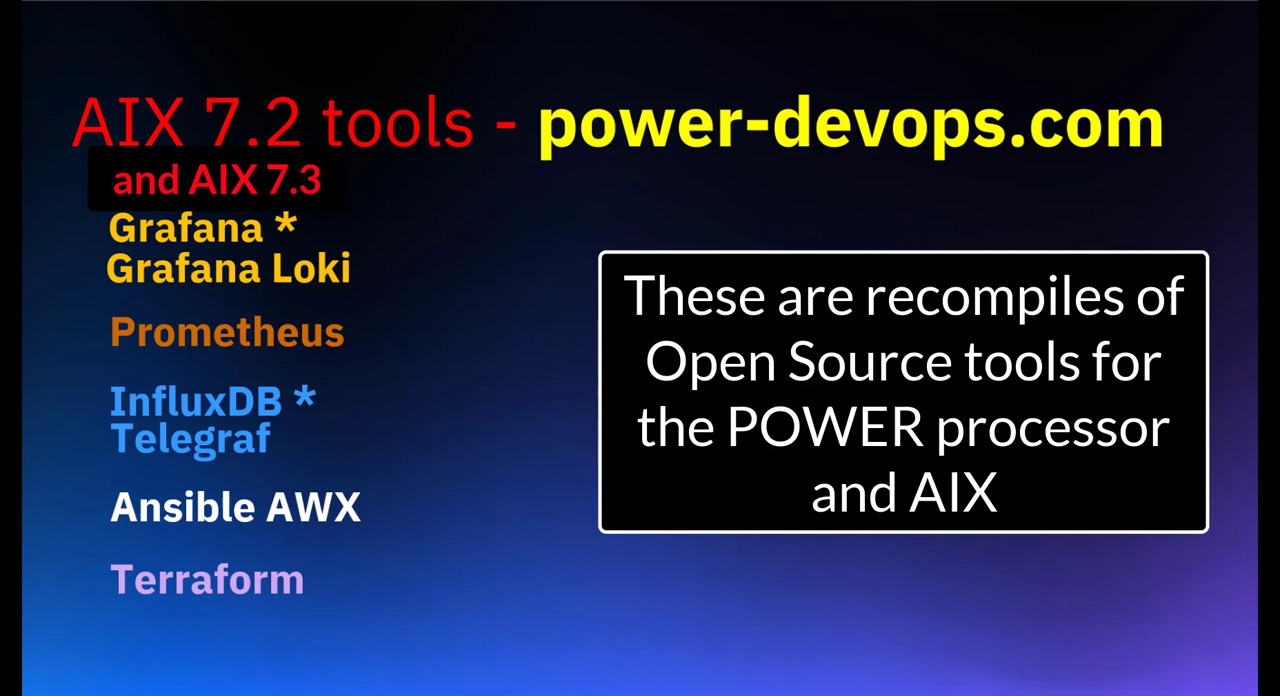 AIX 7.2 tools - power-devops.com
and AIX 7.3
Grafana *
Grafana Loki
Prometheus
InfluxDB *
Telegraf
Ansible AWX
Terraform
These are recompiles of
Open Source tools for
the POWER processor
and AIX